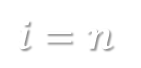 i = n